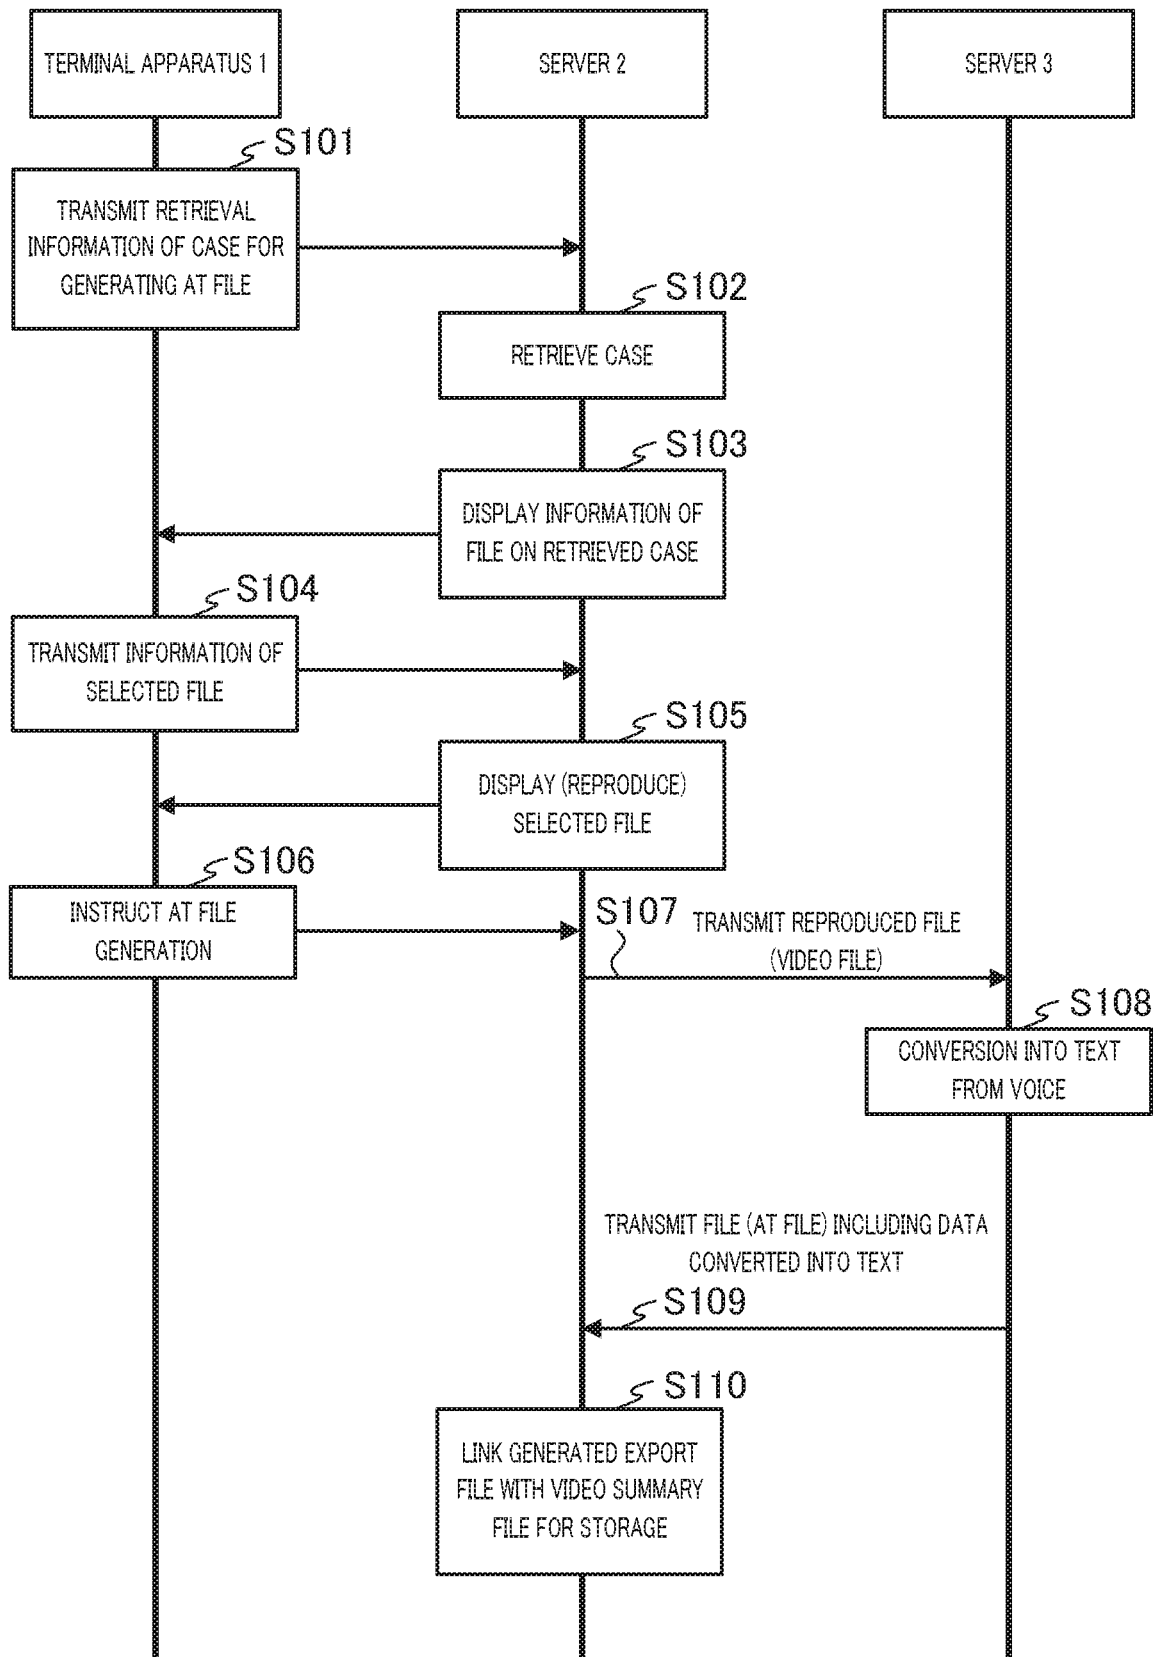 TERMINAL APPARATUS 1
SERVER 2
SERVER 3
S101
TRANSMIT RETRIEVAL
INFORMATION OF CASE FOR
GENERATING AT FILE
S102
RETRIEVE CASE
S103
DISPLAY INFORMATION OF
FILE ON RETRIEVED CASE
S104
TRANSMIT INFORMATION OF
SELECTED FILE
S105
DISPLAY (REPRODUCE)
SELECTED FILE
S106
INSTRUCT AT FILE
GENERATION
S107
TRANSMIT REPRODUCED FILE
(VIDEO FILE)
S108
CONVERSION INTO TEXT
FROM VOICE
TRANSMIT FILE (AT FILE) INCLUDING DATA
CONVERTED INTO TEXT
S109
S110
LINK GENERATED EXPORT
FILE WITH VIDEO SUMMARY
FILE FOR STORAGE